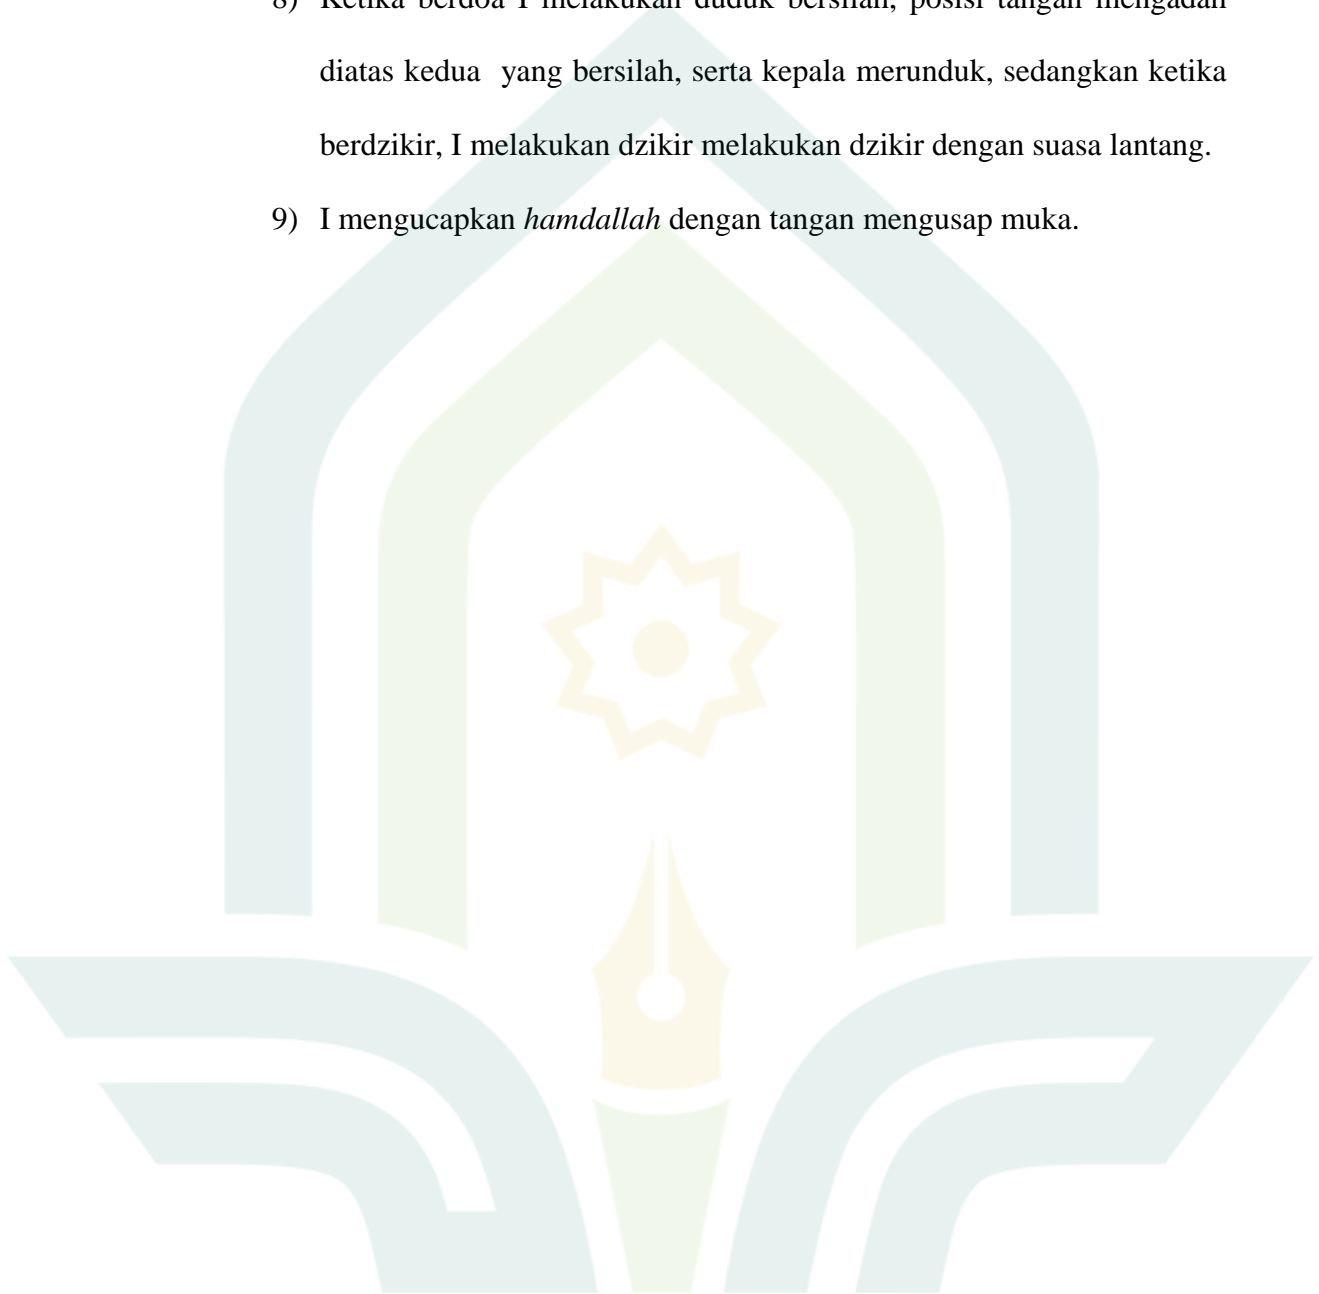 8) Ketika berdoa I melakukan duduk bersilah, posisi tangan mengadah
diatas kedua yang bersilah, serta kepala merunduk, sedangkan ketika
berdzikir, I melakukan dzikir melakukan dzikir dengan suasa lantang.
9) I mengucapkan hamdallah dengan tangan mengusap muka.